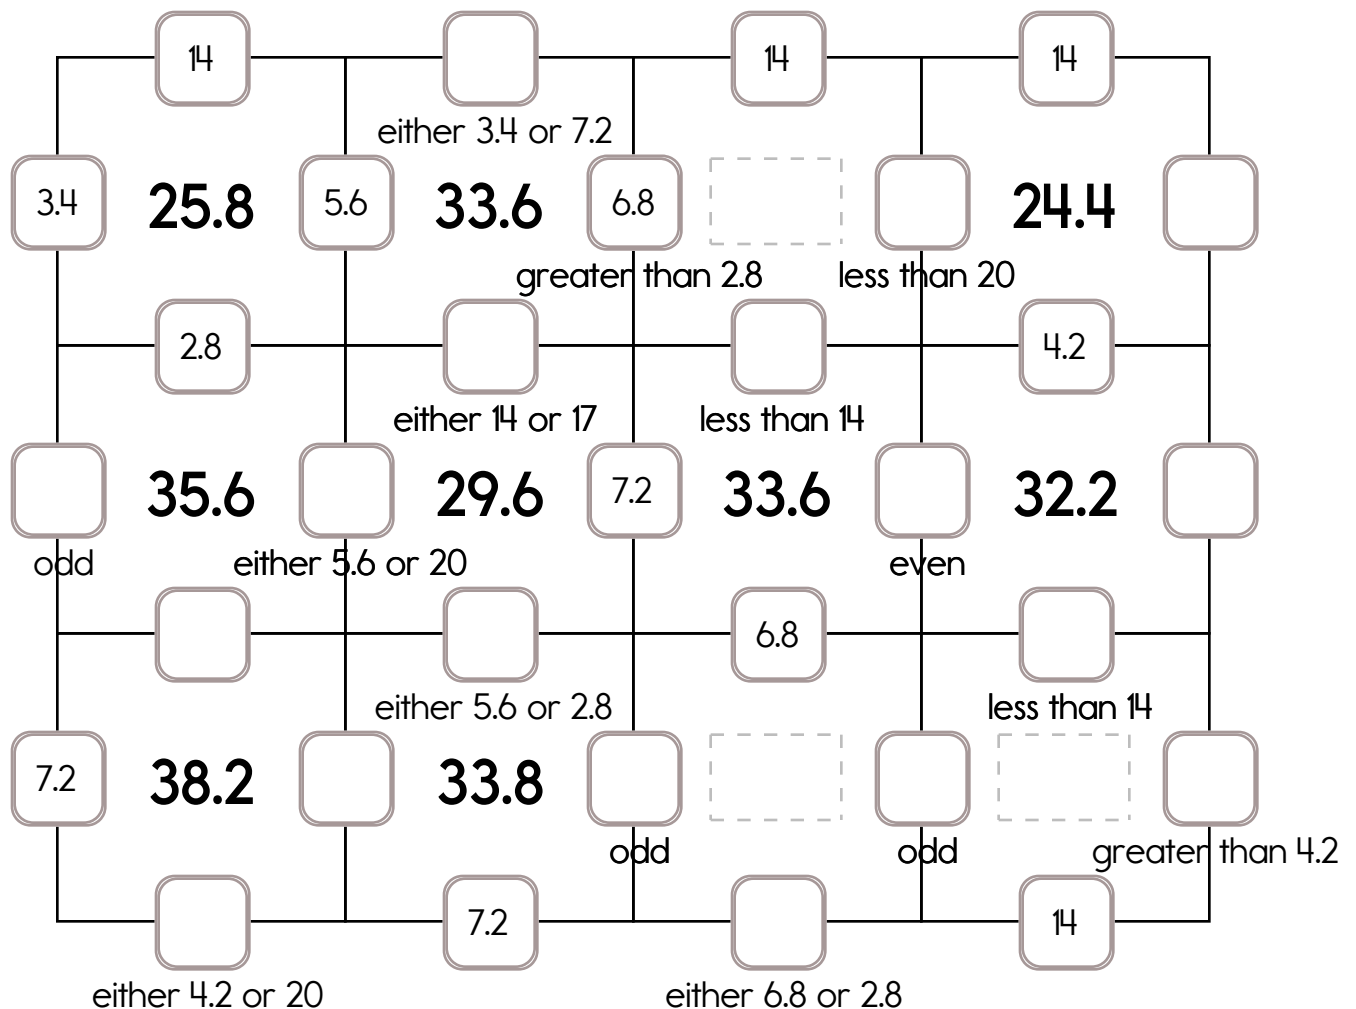 14 14 14
either 3.4 or 7.2
3.4 25.8 5.6 33.6 6.8 24.4
greater than 2.8 less than 20
2.8 4.2
either 14 or 17 less than 14
35.6 29.6 7.2 33.6 32.2
odd either 5.6 or 20 even
6.8
either 5.6 or 2.8 less than 14
7.2 38.2 33.8
odd odd greater than 4.2
7.2 14
either 4.2 or 20 either 6.8 or 2.8